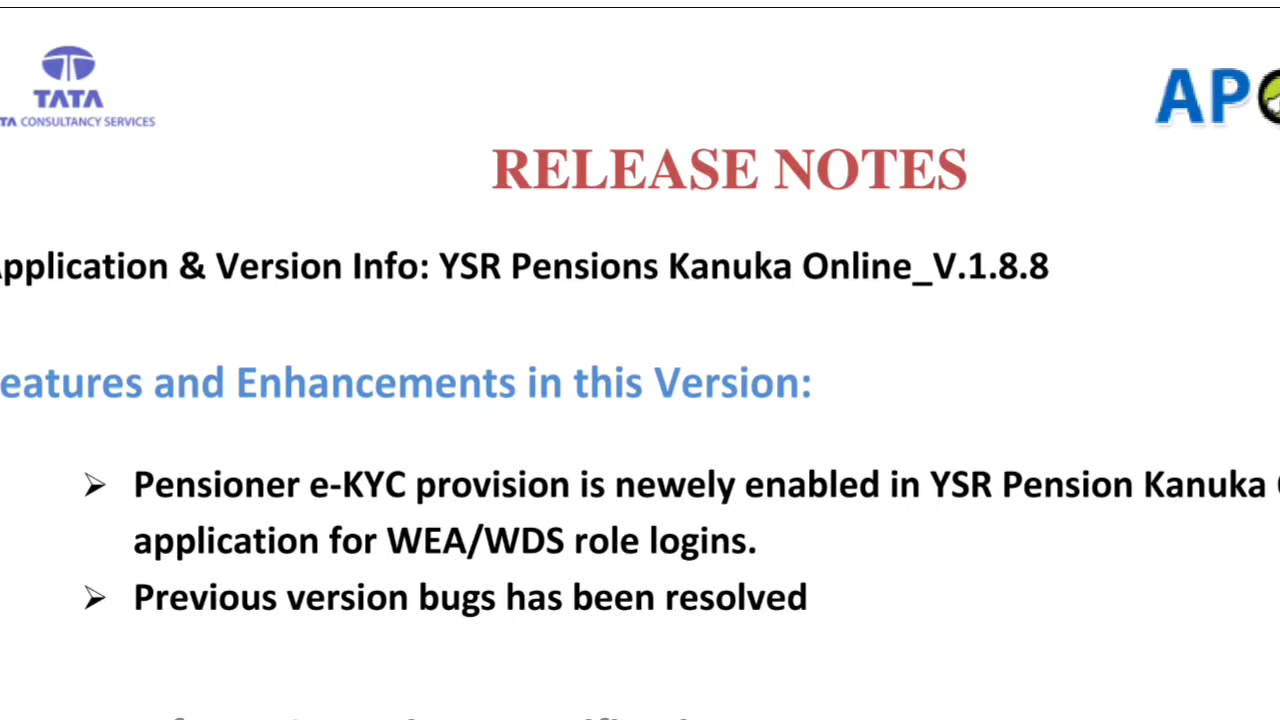 TATA
TA CONSULTANCY SERVICES
AP
RELEASE NOTES
pplication & Version Info: YSR Pensions Kanuka Online_V.1.8.8
eatures and Enhancements in this Version:
➢ Pensioner e-KYC provision is newely enabled in YSR Pension Kanuka
application for WEA/WDS role logins.
➢ Previous version bugs has been resolved